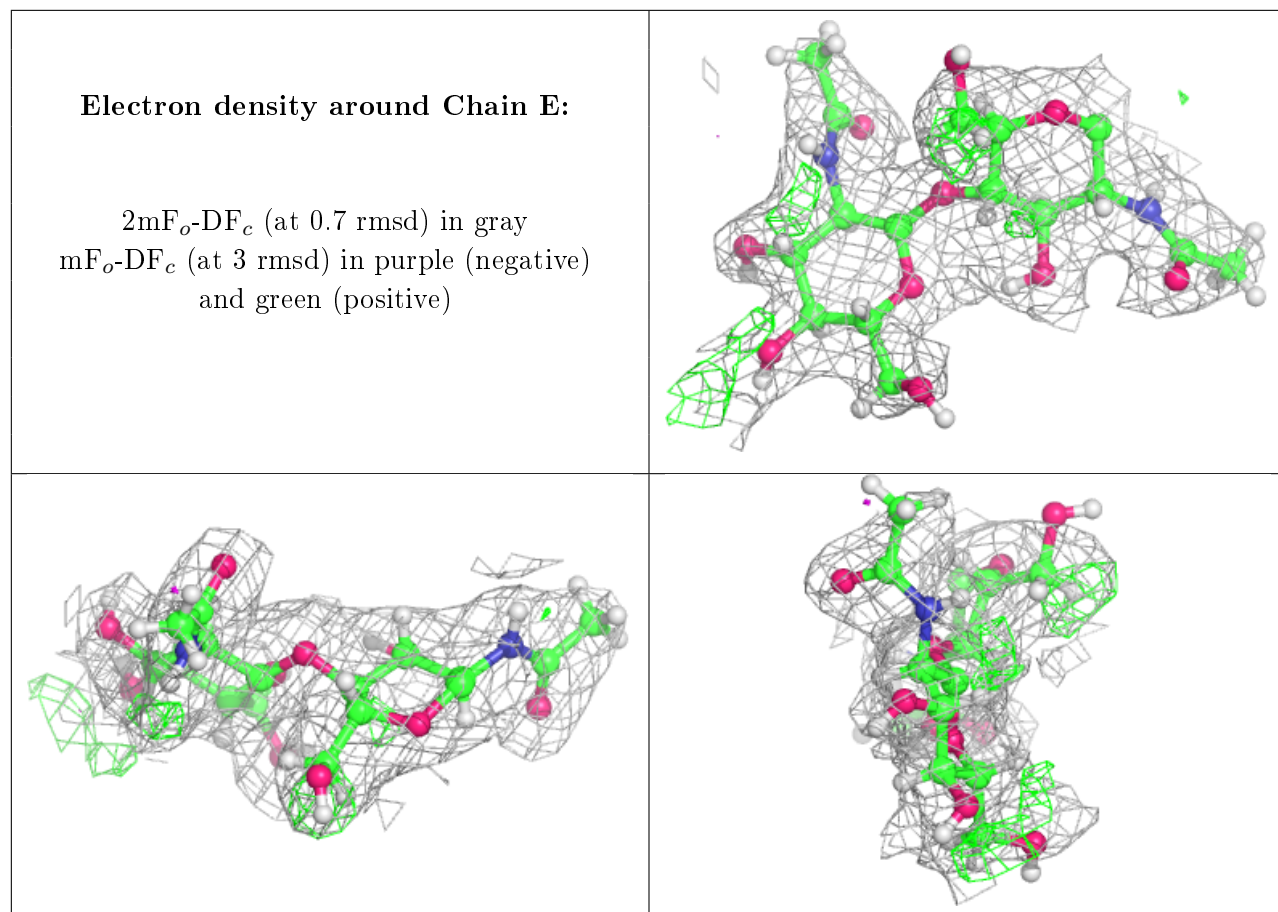 Electron density around Chain E:
2mFₒ-DF𝒸 (at 0.7 rmsd) in gray
mFₒ-DF𝒸 (at 3 rmsd) in purple (negative)
and green (positive)